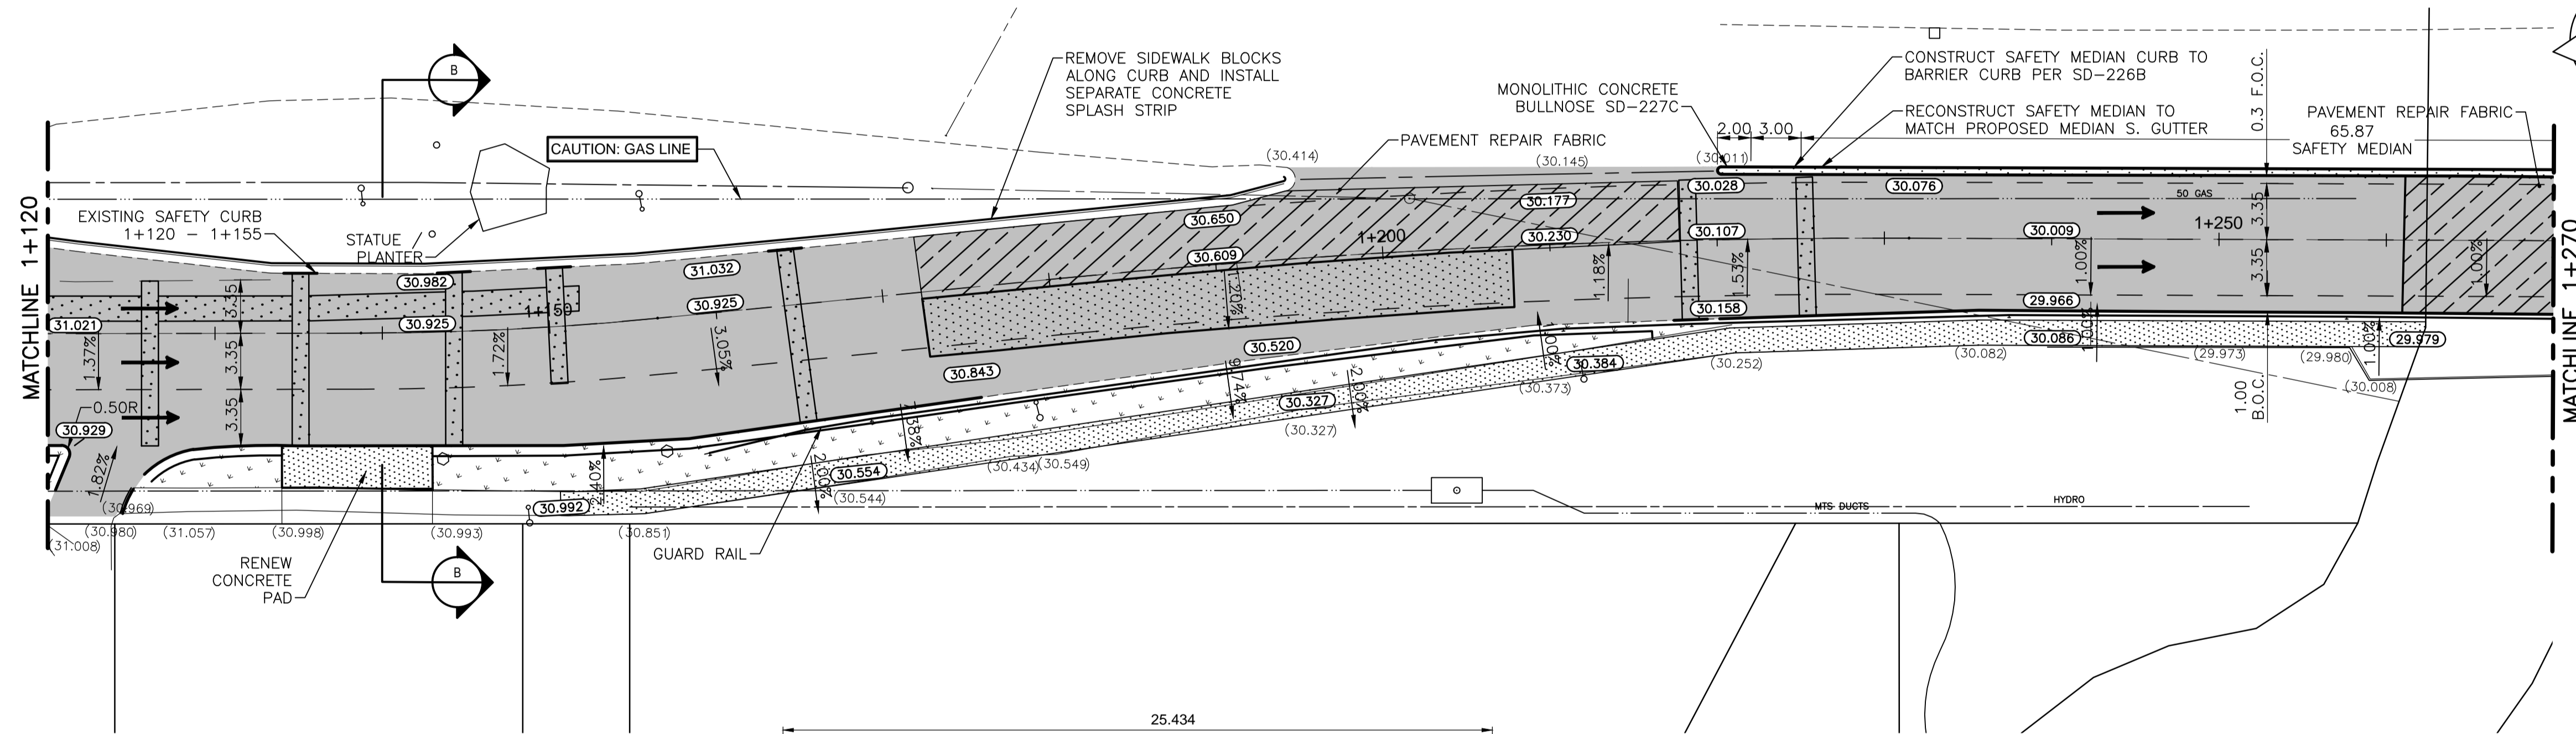 MATCHLINE 1+120
B
CAUTION: GAS LINE
EXISTING SAFETY CURB
1+120 - 1+155
STATUE
PLANTER
REMOVE SIDEWALK BLOCKS
ALONG CURB AND INSTALL
SEPARATE CONCRETE
SPLASH STRIP
MONOLITHIC CONCRETE
BULLNOSE SD-227C
PAVEMENT REPAIR FABRIC
CONSTRUCT SAFETY MEDIAN CURB TO
BARRIER CURB PER SD-226B
RECONSTRUCT SAFETY MEDIAN TO
MATCH PROPOSED MEDIAN S. GUTTER
0.3 F.O.C.
PAVEMENT REPAIR FABRIC
65.87
SAFETY MEDIAN
2.00 3.00
(30.414)
(30.145)
(30.011)
30.028
30.076
50 GAS
1+250
3.35
3.35
30.650
30.177
1+200
30.230
30.107
30.009
1.00%
1.00%
30.609
1.20%
1.18%
1.53%
31.032
30.982
30.925
30.925
1+150
31.021
1.37%
3.35
3.35
3.35
1.72%
3.05%
30.158
29.966
30.520
30.843
1.00%
30.384
30.086
1.00%
1.00%
29.979
(30.252)
(30.082)
(29.973)
(29.980)
(30.008)
(30.373)
9.74%
2.00%
30.327
(30.327)
1.00
B.O.C.
0.50R
30.929
1.82%
2.40%
2.00%
30.554
(30.434)
(30.549)
(30.544)
30.992
(30.969)
(30.980)
(31.008)
(31.057)
(30.998)
(30.993)
(30.851)
RENEW
CONCRETE
PAD
GUARD RAIL
B
MTS DUCTS
HYDRO
25.434
MATCHLINE 1+270